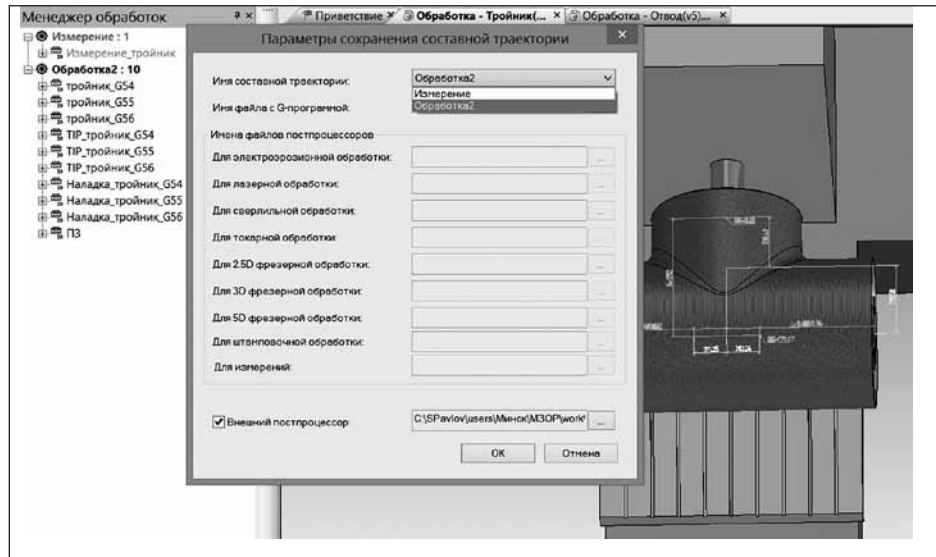 Менеджер обработок
Приветствие × Обработка - Тройник(... × Обработка - Отвод(v5).... ×
Измерение : 1
Измерение_тройник
Обработка2 : 10
тройник_G54
тройник_G55
тройник_G56
TIP_тройник_G54
TIP_тройник_G55
TIP_тройник_G56
Наладка_тройник_G54
Наладка_тройник_G55
Наладка_тройник_G56
ПЗ
Параметры сохранения составной траектории
Имя составной траектории: Обработка2
Измерение
Обработка2
Имя файла с G-программой:
Имена файлов постпроцессоров
Для электроэрозионной обработки: ...
Для лазерной обработки: ...
Для сверлильной обработки: ...
Для токарной обработки: ...
Для 2.5D фрезерной обработки: ...
Для 3D фрезерной обработки: ...
Для 5D фрезерной обработки: ...
Для штамповочной обработки: ...
Для измерений: ...
Внешний постпроцессор: C:\SPavlov\users\Минск\МЗОР\work\ ...
ОК Отмена